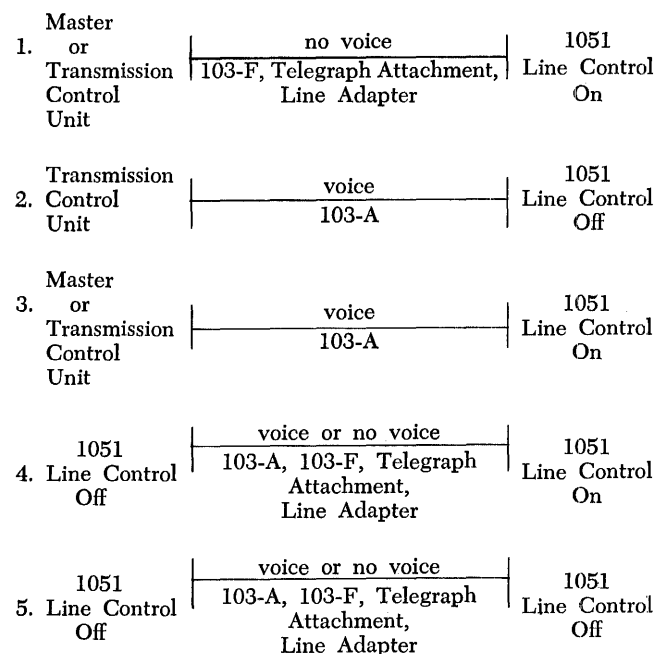 1. Master or Transmission Control Unit
no voice
103-F, Telegraph Attachment,
Line Adapter
1051
Line Control
On
2. Transmission Control Unit
voice
103-A
1051
Line Control
Off
3. Master or Transmission Control Unit
voice
103-A
1051
Line Control
On
4. 1051 Line Control Off
voice or no voice
103-A, 103-F, Telegraph
Attachment,
Line Adapter
1051
Line Control
On
5. 1051 Line Control Off
voice or no voice
103-A, 103-F, Telegraph
Attachment,
Line Adapter
1051
Line Control
Off